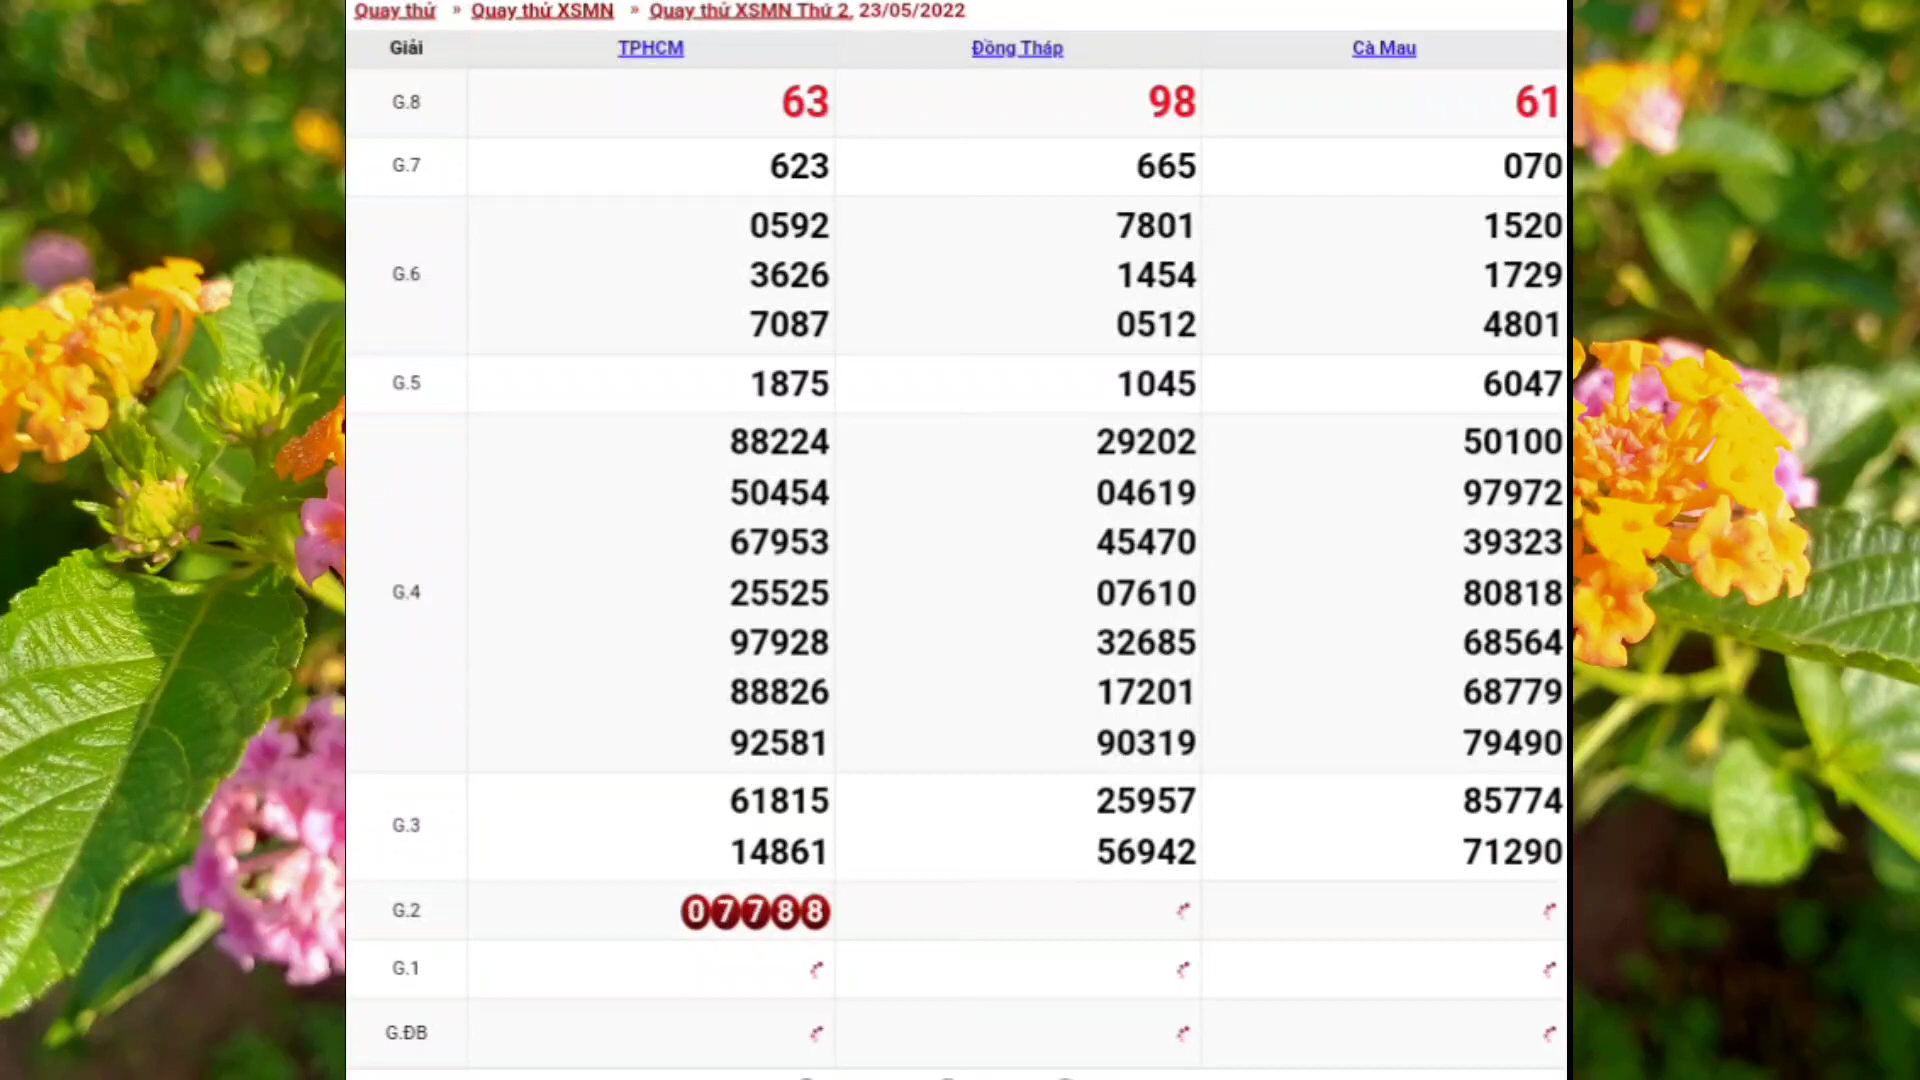 Quay thử » Quay thử XSMN » Quay thử XSMN Thứ 2, 23/05/2022
Giải TPHCM Đồng Tháp Cà Mau
G.8 63 98 61
G.7 623 665 070
0592 7801 1520
G.6 3626 1454 1729
7087 0512 4801
G.5 1875 1045 6047
88224 29202 50100
50454 04619 97972
67953 45470 39323
G.4 25525 07610 80818
97928 32685 68564
88826 17201 68779
92581 90319 79490
G.3
61815 25957 85774
14861 56942 71290
G.2 07788
G.1
G.ĐB